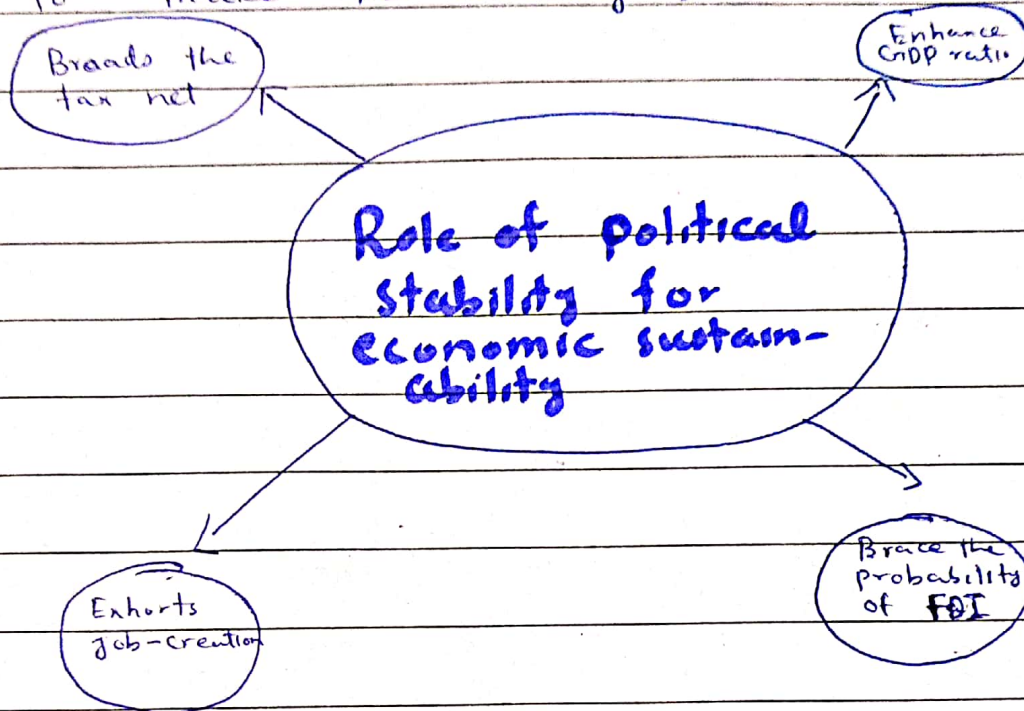 to
Broads the
tax net
Enhance
GDP ratio
Role of political
stability for
economic sustain-
ability
Exhorts
job-creation
Brace the
probability
of FDI